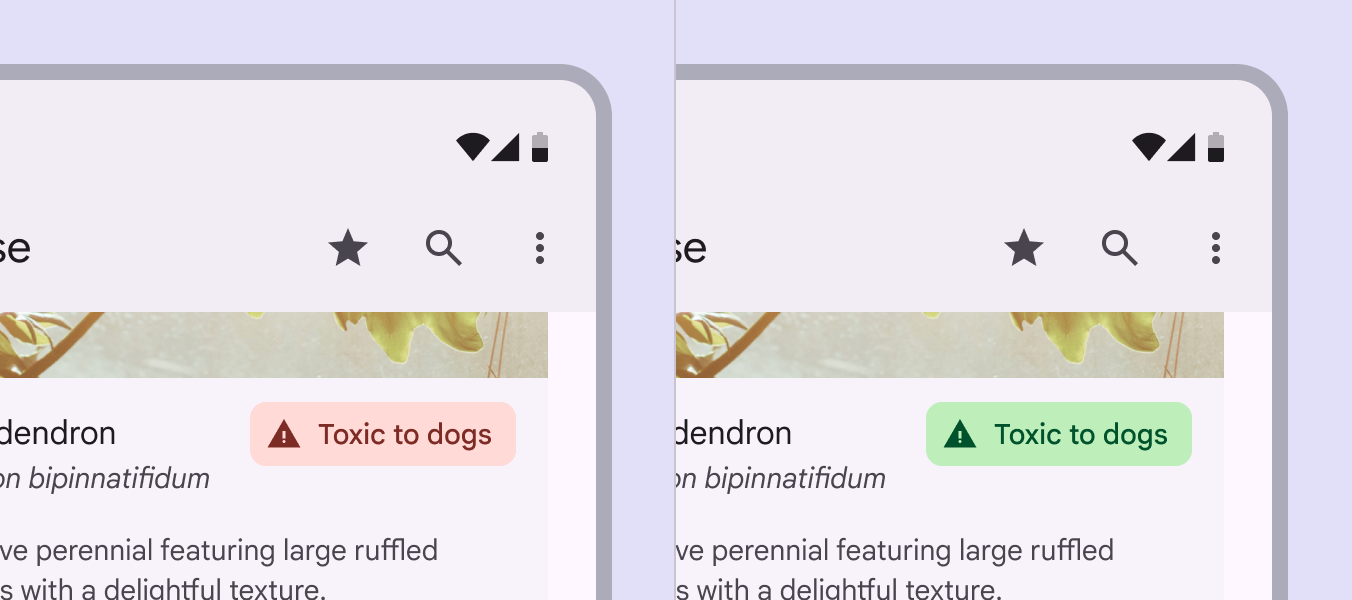 se
dendron
Toxic to dogs
on bipinnatifidum
ve perennial featuring large ruffled
s with a delightful texture.
se
dendron
Toxic to dogs
on bipinnatifidum
ve perennial featuring large ruffled
s with a delightful texture.